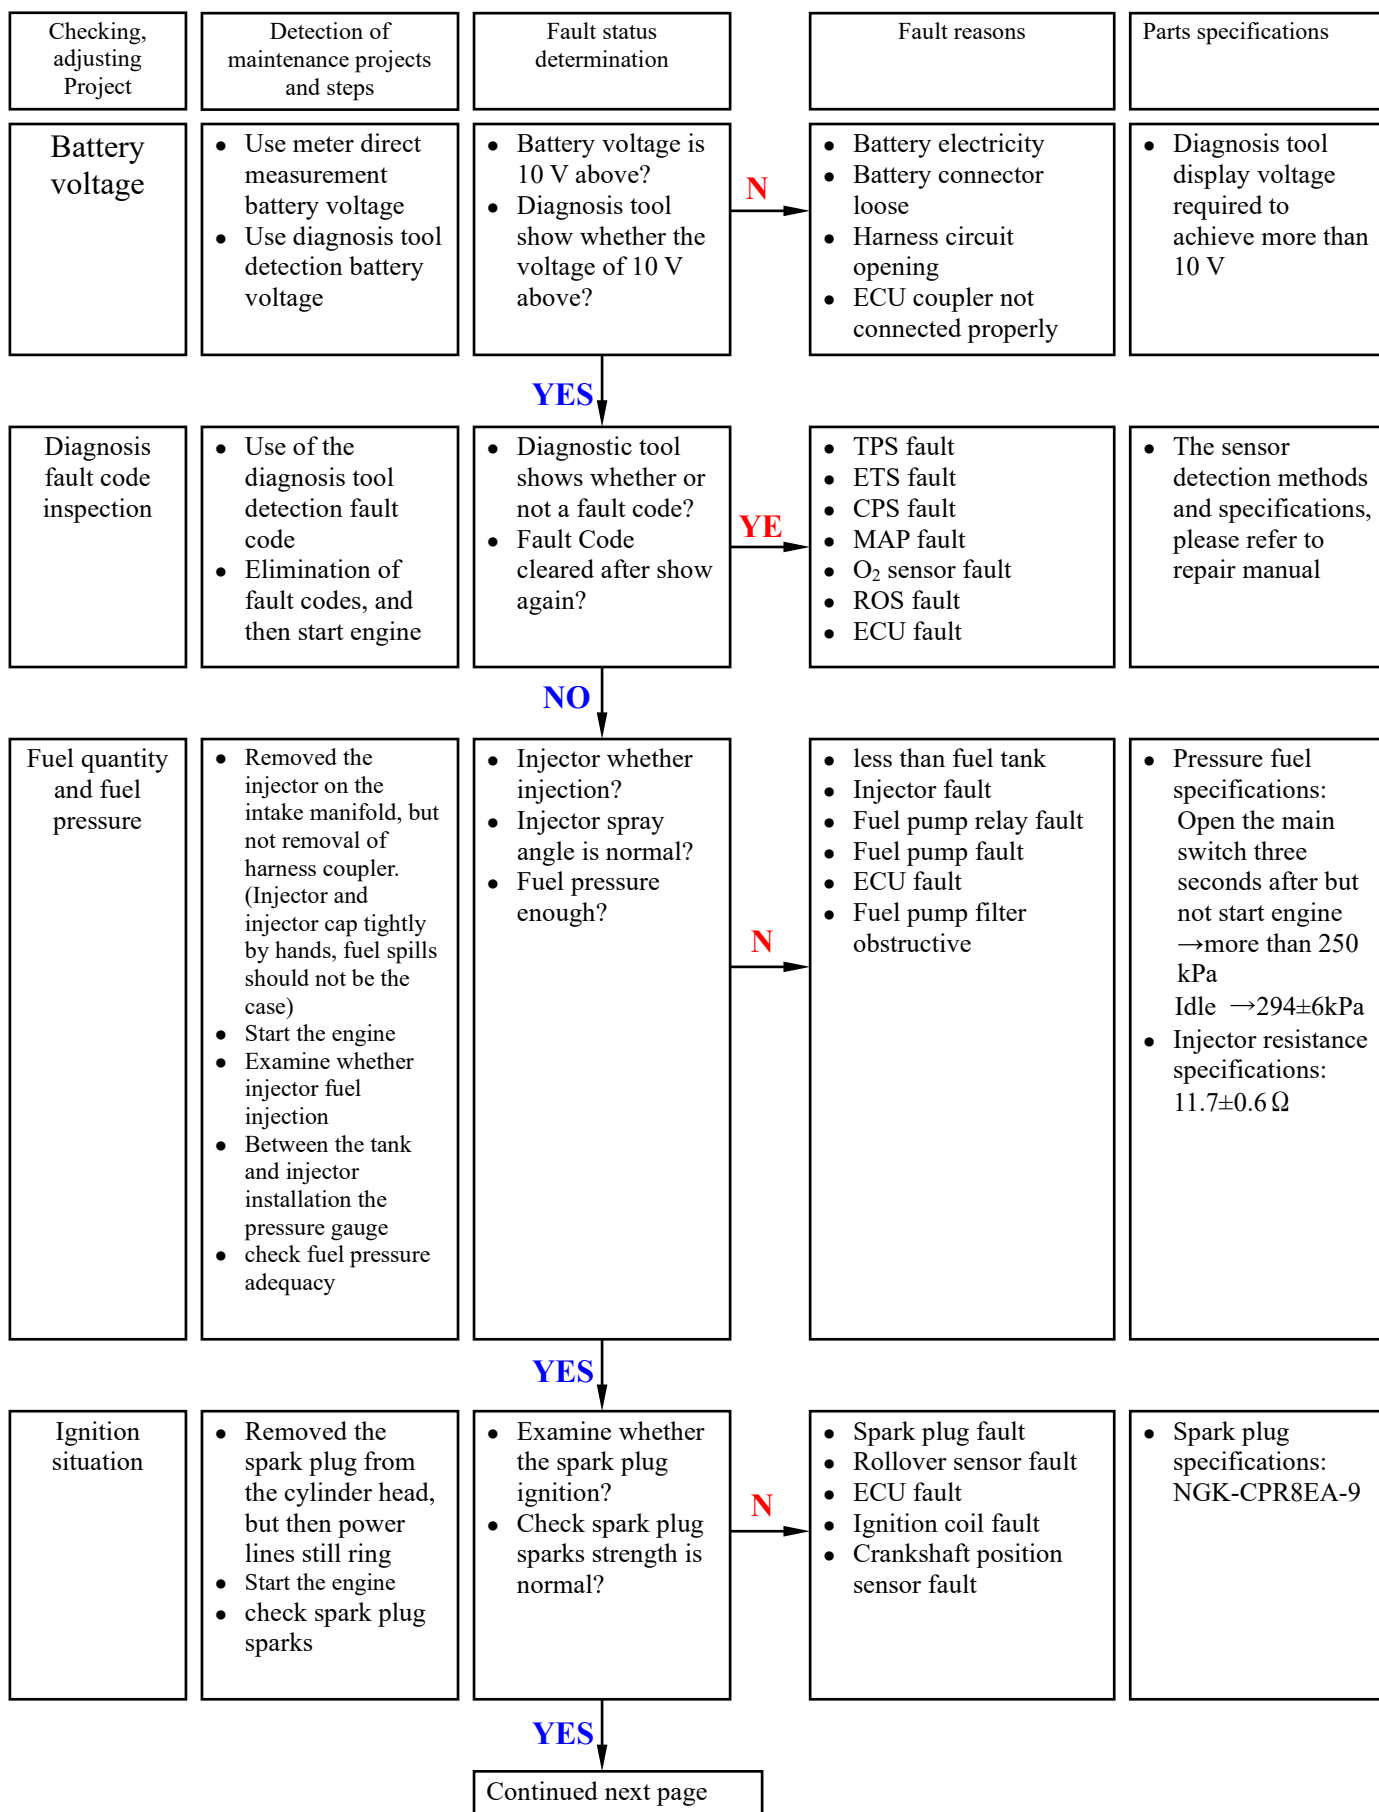 Checking,
adjusting
Project
Detection of
maintenance projects
and steps
Fault status
determination
Fault reasons
Parts specifications
Battery
voltage
● Use meter direct
measurement
battery voltage
● Use diagnosis tool
detection battery
voltage
● Battery voltage is
10 V above?
● Diagnosis tool
show whether the
voltage of 10 V
above?
N
● Battery electricity
● Battery connector
loose
● Harness circuit
opening
● ECU coupler not
connected properly
● Diagnosis tool
display voltage
required to
achieve more than
10 V
YES
Diagnosis
fault code
inspection
● Use of the
diagnosis tool
detection fault
code
● Elimination of
fault codes, and
then start engine
● Diagnostic tool
shows whether or
not a fault code?
● Fault Code
cleared after show
again?
YE
● TPS fault
● ETS fault
● CPS fault
● MAP fault
● O₂ sensor fault
● ROS fault
● ECU fault
● The sensor
detection methods
and specifications,
please refer to
repair manual
NO
Fuel quantity
and fuel
pressure
● Removed the
injector on the
intake manifold, but
not removal of
harness coupler.
(Injector and
injector cap tightly
by hands, fuel spills
should not be the
case)
● Start the engine
● Examine whether
injector fuel
injection
● Between the tank
and injector
installation the
pressure gauge
● check fuel pressure
adequacy
● Injector whether
injection?
● Injector spray
angle is normal?
● Fuel pressure
enough?
N
● less than fuel tank
● Injector fault
● Fuel pump relay fault
● Fuel pump fault
● ECU fault
● Fuel pump filter
obstructive
● Pressure fuel
specifications:
Open the main
switch three
seconds after but
not start engine
→more than 250
kPa
Idle →294±6kPa
● Injector resistance
specifications:
11.7±0.6Ω
YES
Ignition
situation
● Removed the
spark plug from
the cylinder head,
but then power
lines still ring
● Start the engine
● check spark plug
sparks
● Examine whether
the spark plug
ignition?
● Check spark plug
sparks strength is
normal?
N
● Spark plug fault
● Rollover sensor fault
● ECU fault
● Ignition coil fault
● Crankshaft position
sensor fault
● Spark plug
specifications:
NGK-CPR8EA-9
YES
Continued next page